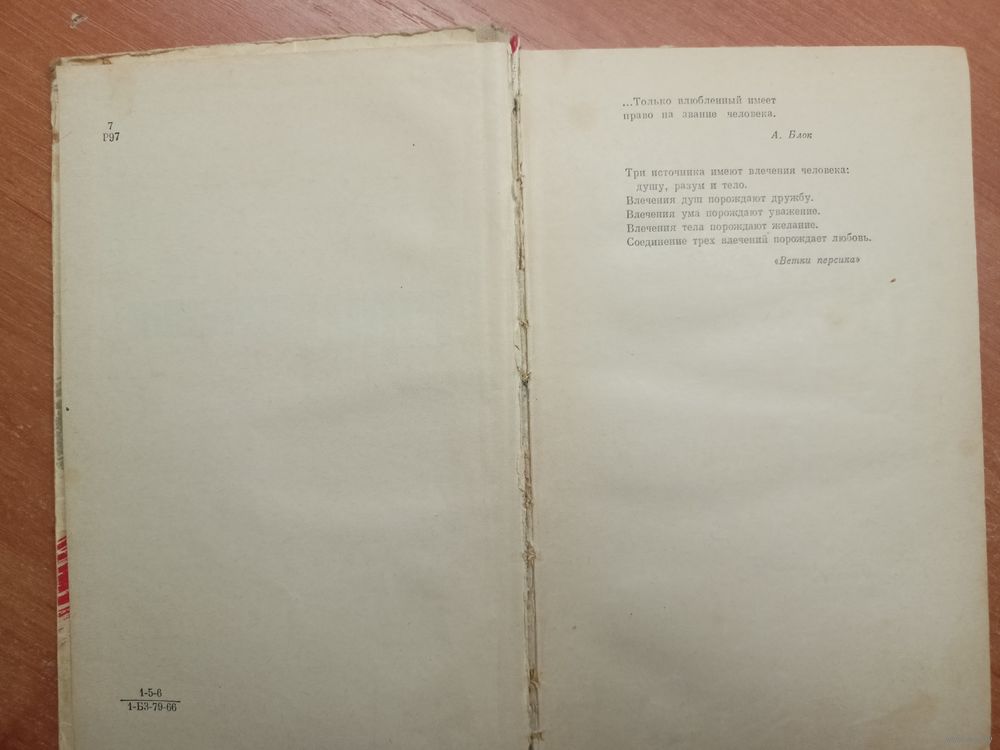 7
Р97
1-5-6
1-БЗ-79-66
...Только влюбленный имеет
право на звание человека.
А. Блок
Три источника имеют влечения человека:
душу, разум и тело.
Влечения душ порождают дружбу.
Влечения ума порождают уважение.
Влечения тела порождают желание.
Соединение трех влечений порождает любовь.
«Ветки персика»